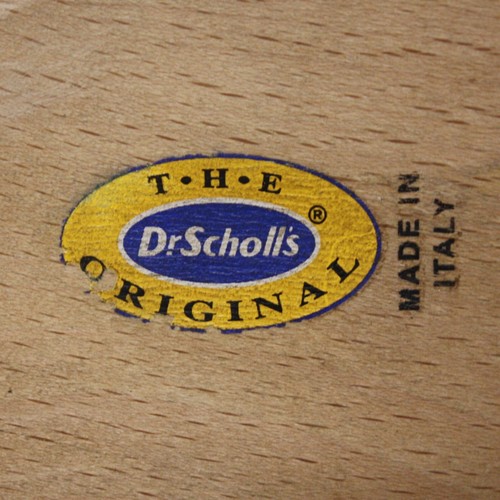 T·H·E
Dr.Scholl's ®
ORIGINAL
MADE IN
ITALY